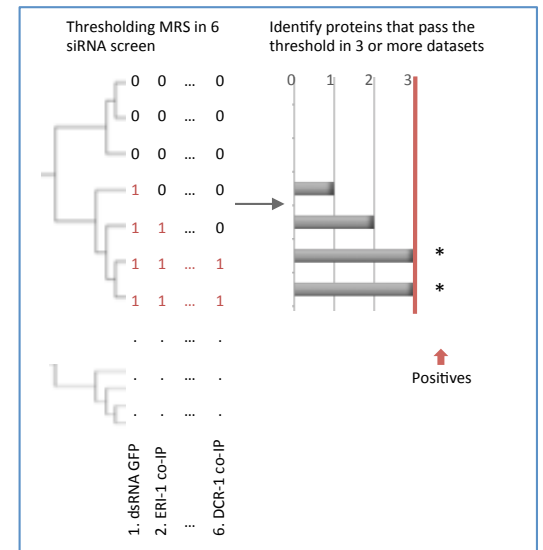 Thresholding MRS in 6
siRNA screen
Identify proteins that pass the
threshold in 3 or more datasets
0 1 2 3
0 0 ... 0
0 0 ... 0
0 0 ... 0
1 0 ... 0
1 1 ... 0
1 1 ... 1 *
1 1 ... 1 *
. . ... .
. . ... .
. . ... .
Positives
1. dsRNA GFP
2. ERI-1 co-IP
...
6. DCR-1 co-IP